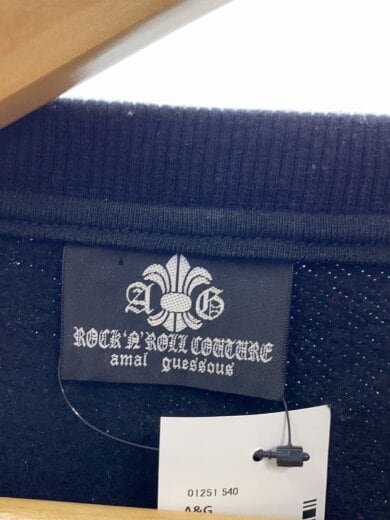 A G
ROCK'N'ROLL COUTURE
amal guessous
01251 540
A&G